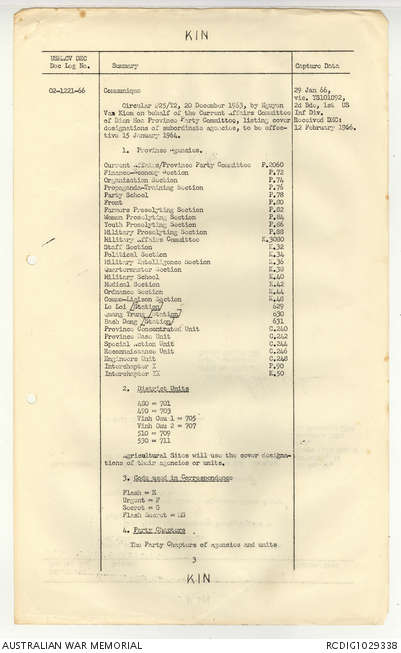 KIN
USMACV DEC
Doc Log No.
Summary
Capture Data
02-1221-66
Communique
29 Jan 66,
vic. YS101092,
2d Bde, 1st US
Inf Div.
Received DEC:
12 February 1966.
Circular #25/T2, 20 December 1963, by Nguyen
Van Kiem on behalf of the Current Affairs Committee
of Bien Hoa Province Party Committee, listing cover
designations of subordinate agencies, to be effec-
tive 15 January 1964.
1. Province Agencies.
Current Affairs/Province Party Committee P.2060
Finance-Economy Section P.72
Organization Section P.74
Propaganda-Training Section P.76
Party School P.78
Front P.80
Farmers Proselyting Section P.82
Women Proselyting Section P.84
Youth Proselyting Section P.86
Military Proselyting Section P.88
Military Affairs Committee K.3080
Staff Section K.32
Political Section K.34
Military Intelligence Section K.36
Quartermaster Section K.38
Military School K.40
Medical Section K.42
Ordnance Section K.44
Commo-Liaison Section K.48
Le Loi /Station/ 629
Quang Trung /Station/ 630
Bach Dang /Station/ 631
Province Concentrated Unit C.240
Province Base Unit C.242
Special Action Unit C.244
Reconnaissance Unit C.246
Engineers Unit C.248
Interchapter I P.90
Interchapter II K.50
2. District Units
480 = 701
490 = 703
Vinh Cuu 1 = 705
Vinh Cuu 2 = 707
510 = 709
530 = 711
Agricultural Sites will use the cover designa-
tions of their agencies or units.
3. Code used in Correspondence
Flash = E
Urgent = F
Secret = G
Flash Secret =
4. Party Chapters
The Party Chapters of agencies and units
3
KIN
AUSTRALIAN WAR MEMORIAL
RCDIG1029338